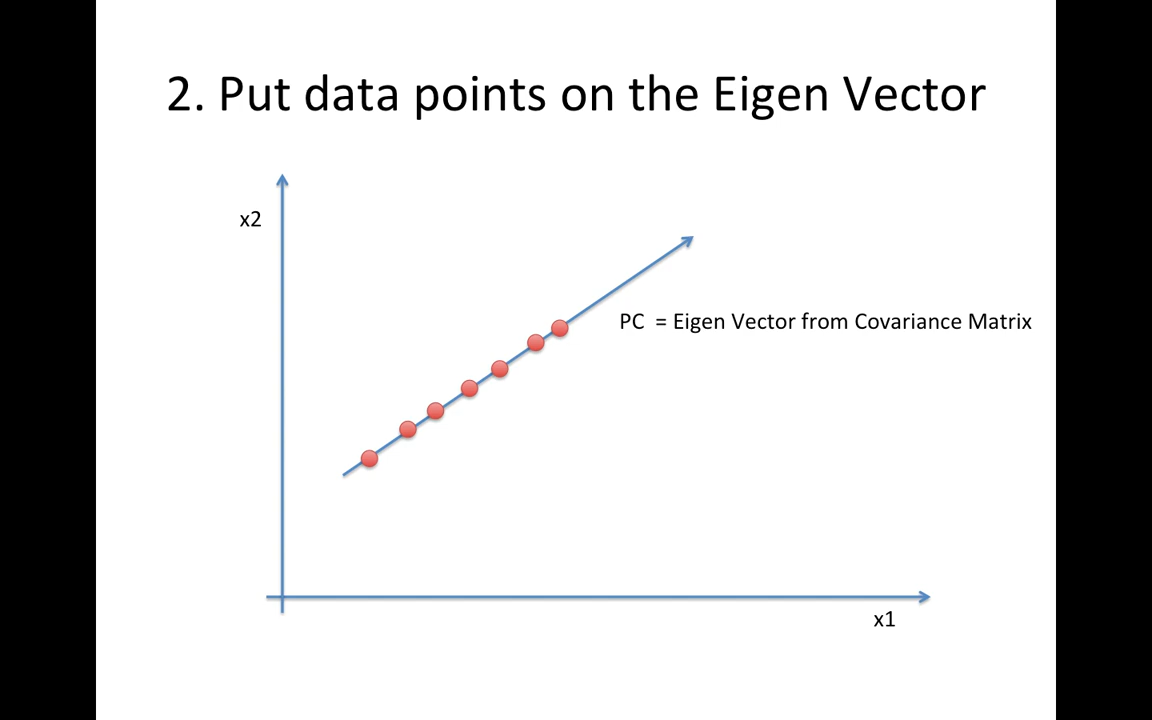 2. Put data points on the Eigen Vector
x2
PC = Eigen Vector from Covariance Matrix
x1